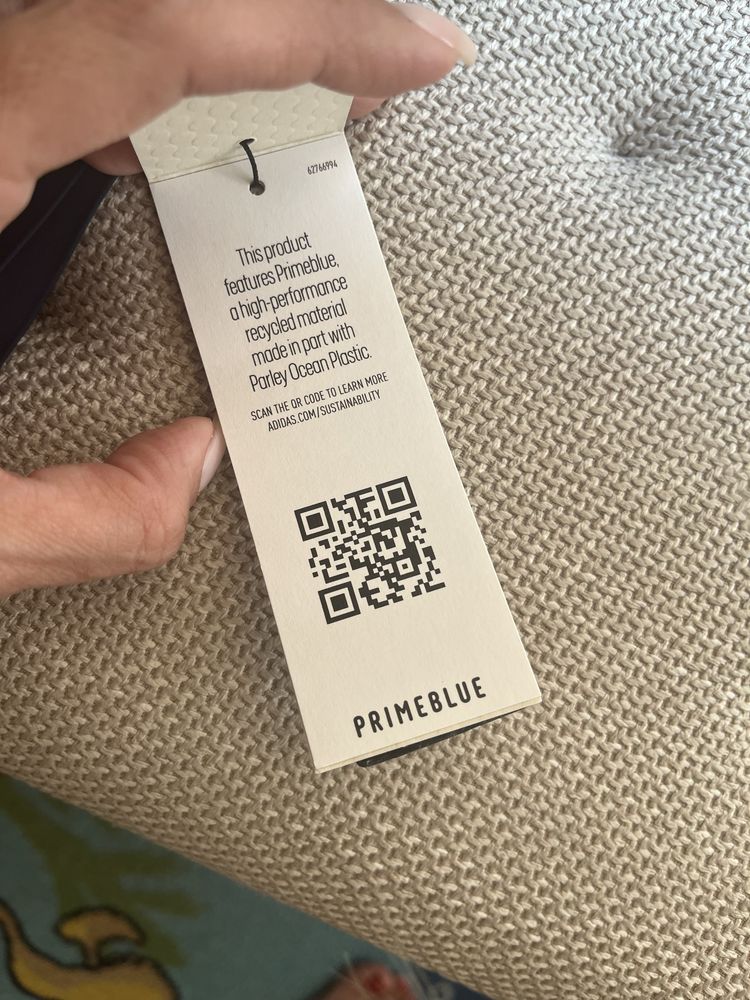 62766994
This product
features Primeblue,
a high-performance
recycled material
made in part with
Parley Ocean Plastic.
SCAN THE QR CODE TO LEARN MORE
ADIDAS.COM/SUSTAINABILITY
PRIMEBLUE